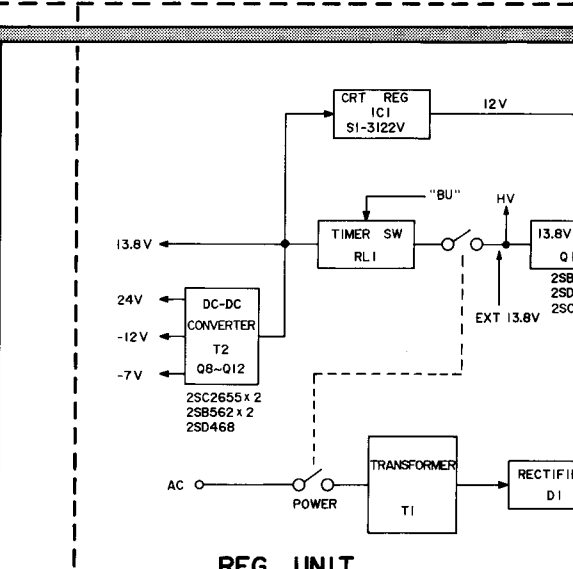 CRT REG
IC1
S1-3122V
12V
"BU"
HV
13.8V
TIMER SW
RL1
13.8V
Q1
2SB
2SD
2SC
EXT 13.8V
24V
-12V
-7V
DC-DC
CONVERTER
T2
Q8~Q12
2SC2655×2
2SB562×2
2SD468
AC
POWER
TRANSFORMER
T1
RECTIFI
D1
REG UNIT